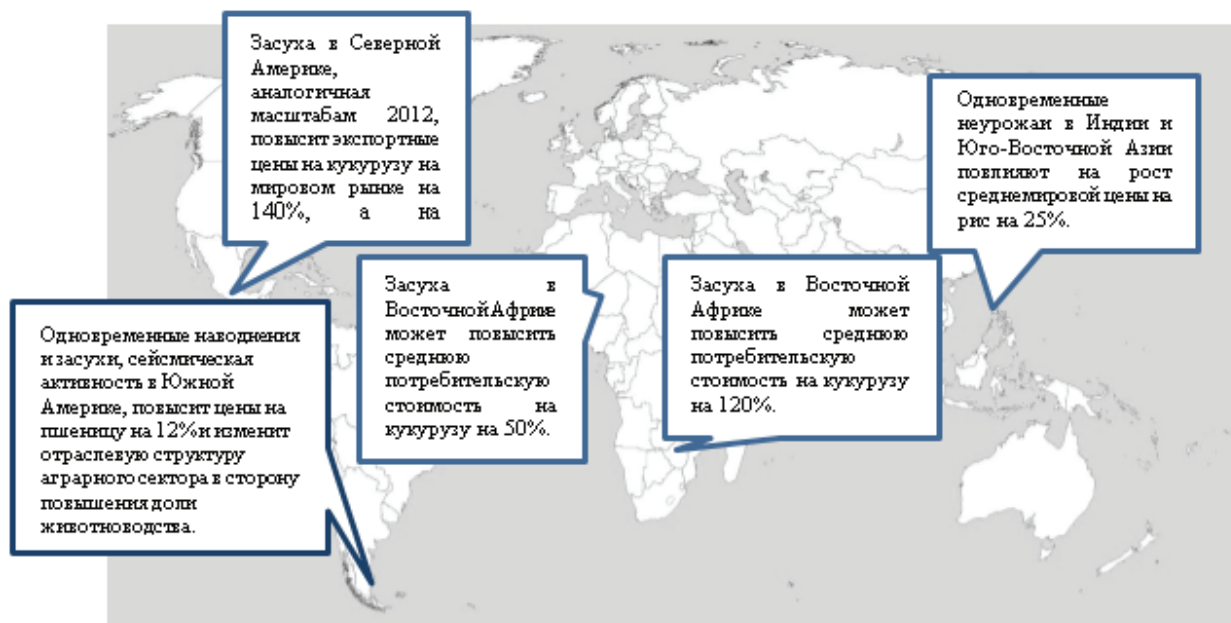 Засуха в Северной
Америке,
аналогичная
масштабам 2012,
повысит экспортные
цены на кукурузу на
мировом рынке на
140%, а на
Одновременные
неурожаи в Индии и
Юго-Восточной Азии
повлияют на рост
среднемировой цены на
рис на 25%.
Засуха в
Восточной Африке
может повысить
среднюю
потребительскую
стоимость на
кукурузу на 50%.
Засуха в Восточной
Африке может
повысить среднюю
потребительскую
стоимость на кукурузу
на 120%.
Одновременные наводнения
и засухи, сейсмическая
активность в Южной
Америке, повысит цены на
пшеницу на 12% и изменит
отраслевую структуру
аграрного сектора в сторону
повышения доли
животноводства.